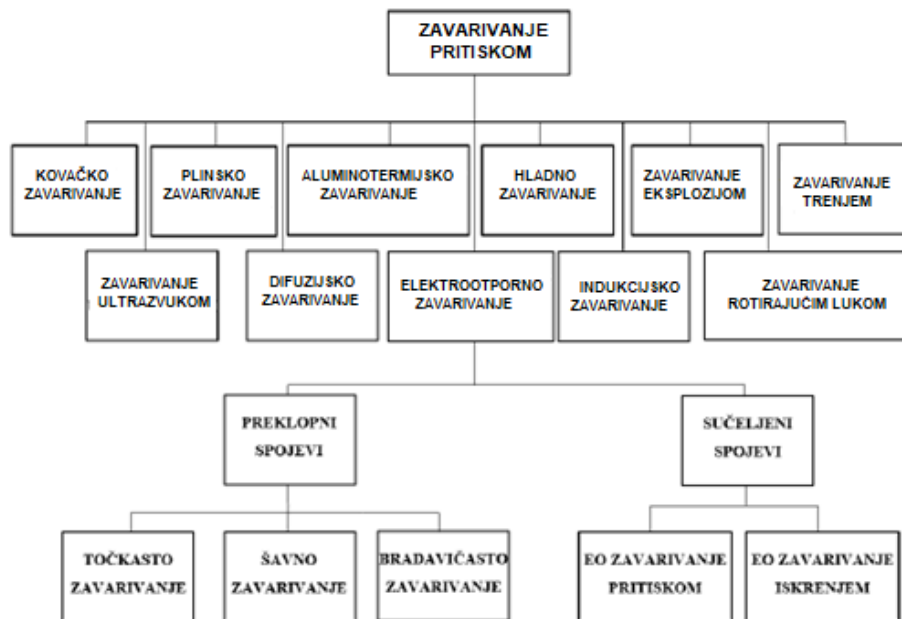 ZAVARIVANJE
PRITISKOM
KOVAČKO
ZAVARIVANJE
PLINSKO
ZAVARIVANJE
ALUMINOTERMIJSKO
ZAVARIVANJE
HLADNO
ZAVARIVANJE
ZAVARIVANJE
EKSPLOZIJOM
ZAVARIVANJE
TRENJEM
ZAVARIVANJE
ULTRAZVUKOM
DIFUZIJSKO
ZAVARIVANJE
ELEKTROOTPORNO
ZAVARIVANJE
INDUKCIJSKO
ZAVARIVANJE
ZAVARIVANJE
ROTIRAJUĆIM LUKOM
PREKLOPNI
SPOJEVI
SUČELJENI
SPOJEVI
TOČKASTO
ZAVARIVANJE
ŠAVNO
ZAVARIVANJE
BRADAVIČASTO
ZAVARIVANJE
EO ZAVARIVANJE
PRITISKOM
EO ZAVARIVANJE
ISKRENJEM